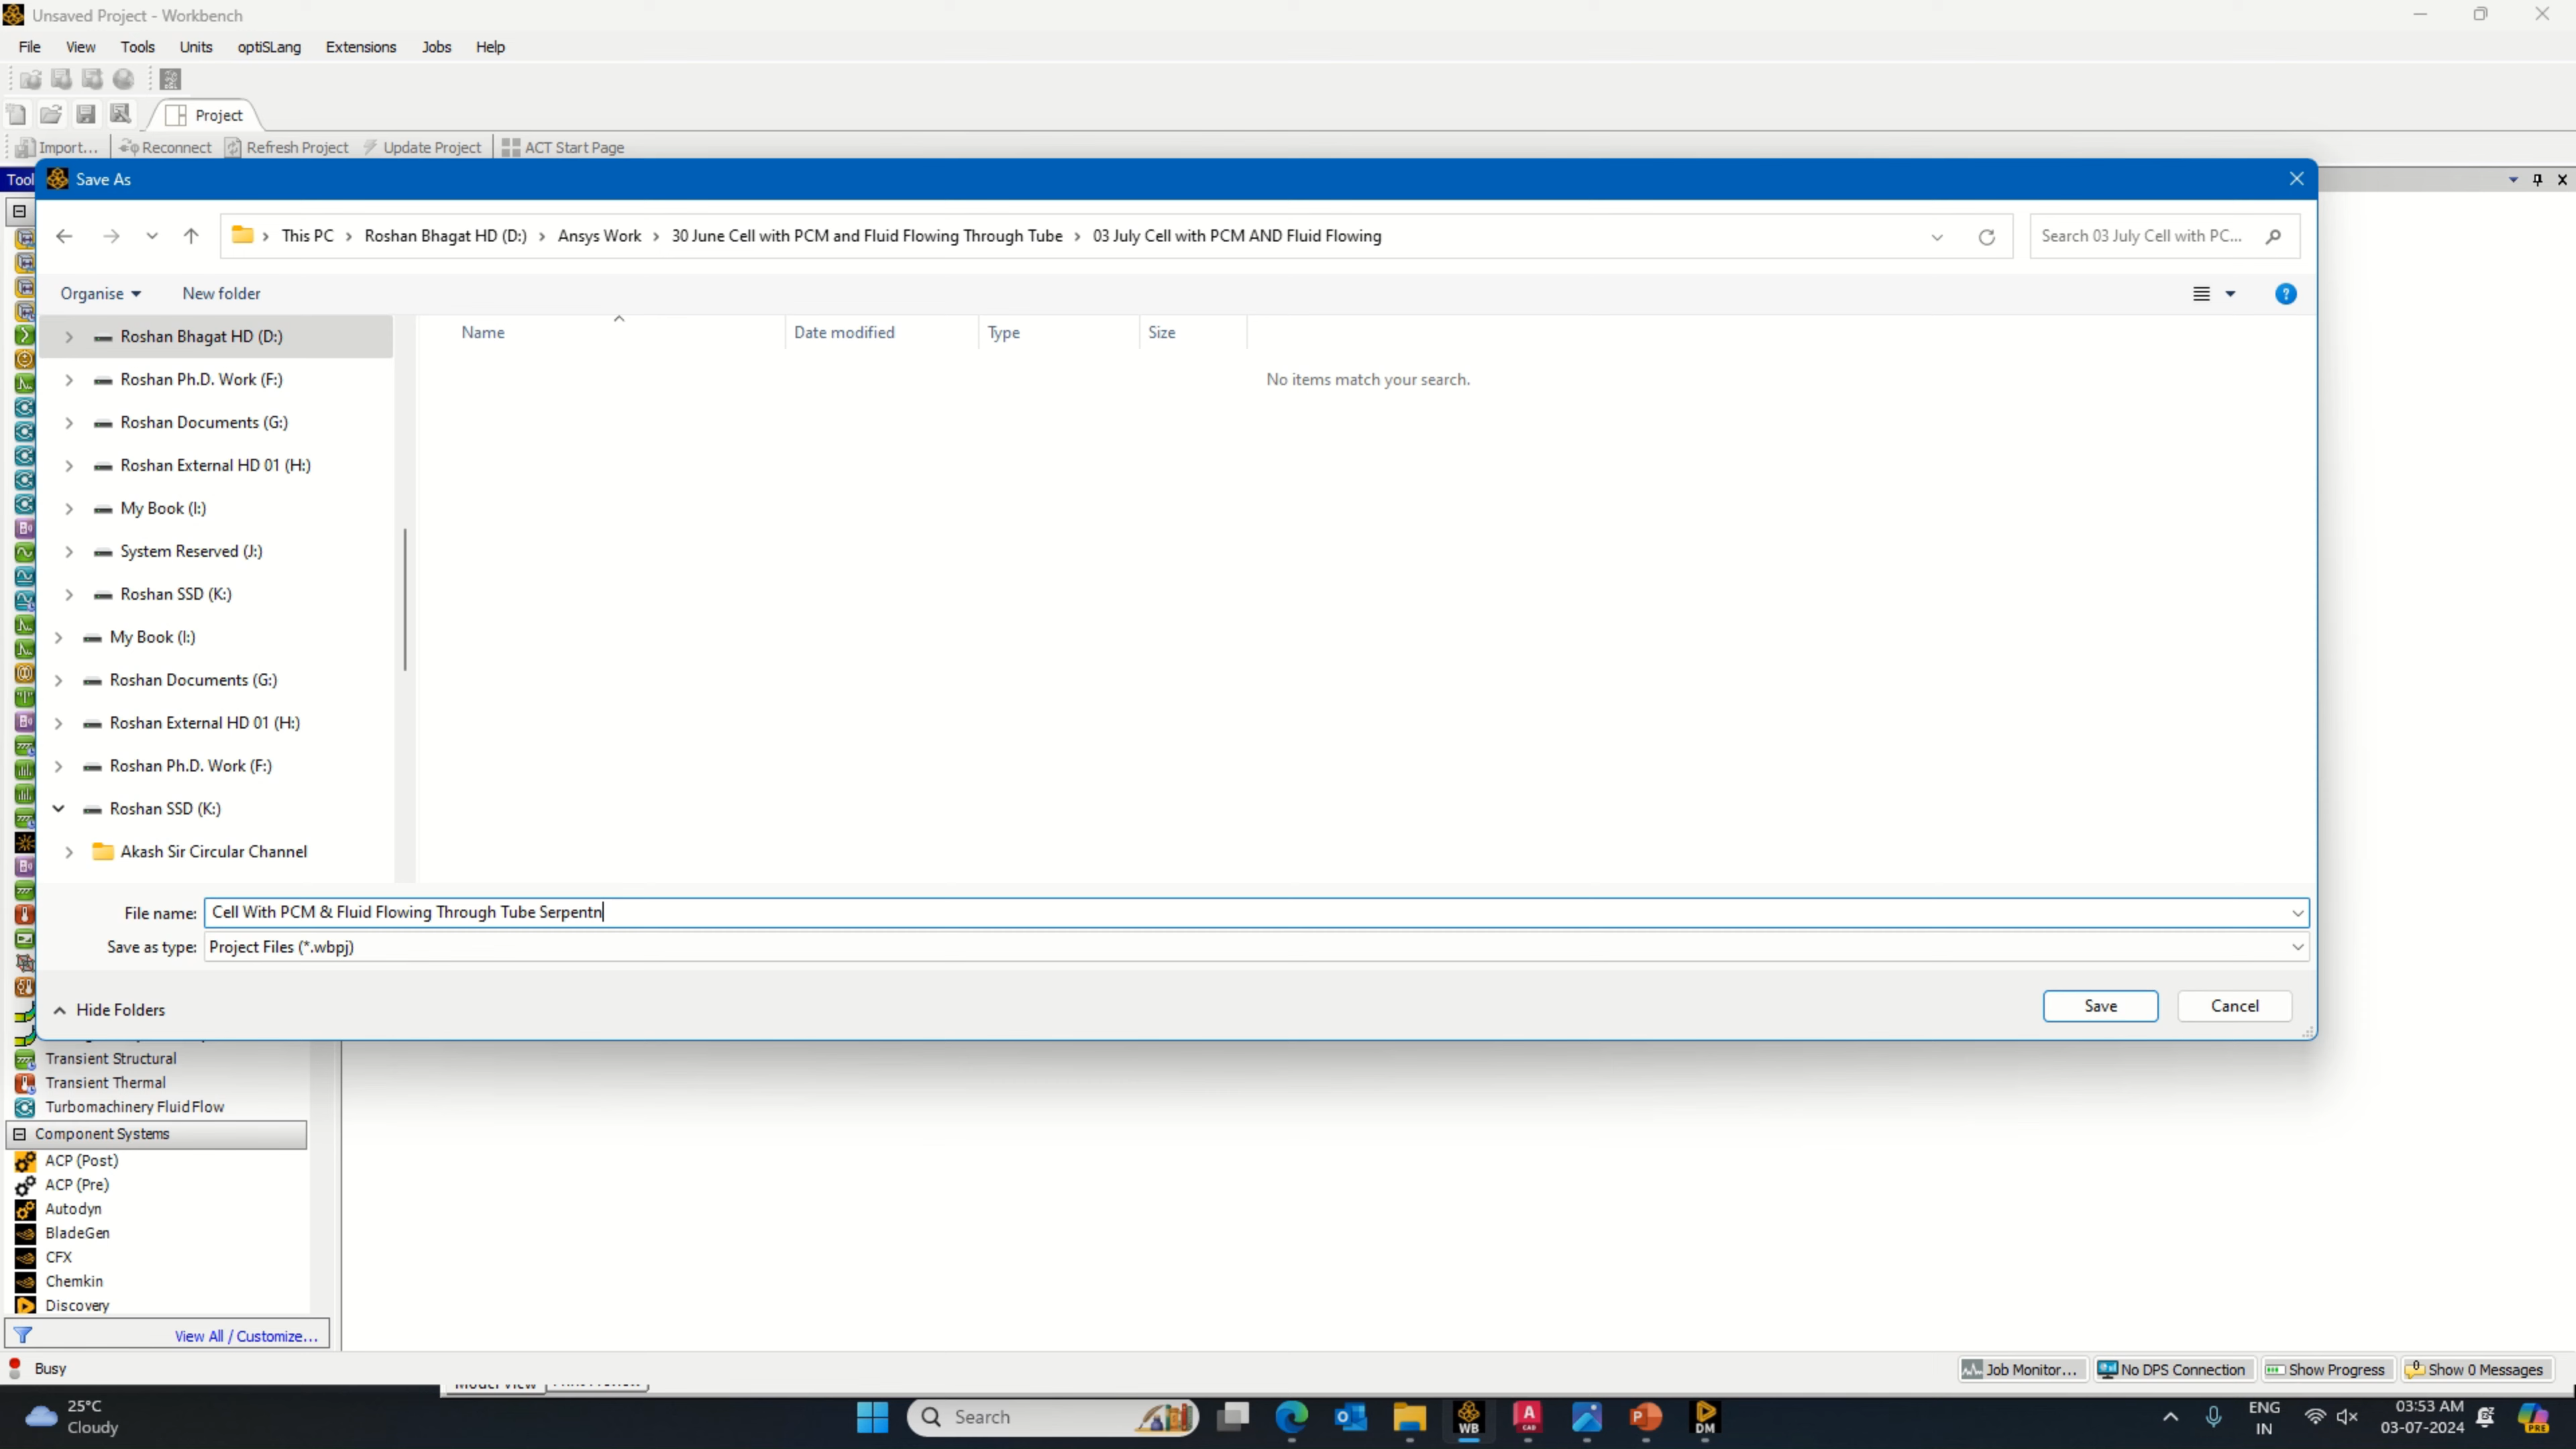 Unsaved Project - Workbench
File View Tools Units optiSLang Extensions Jobs Help
Project
Import... Reconnect Refresh Project Update Project ACT Start Page
Tool
Save As
This PC > Roshan Bhagat HD (D:) > Ansys Work > 30 June Cell with PCM and Fluid Flowing Through Tube > 03 July Cell with PCM AND Fluid Flowing
Search 03 July Cell with PC...
Organise New folder
Name Date modified Type Size
No items match your search.
Roshan Bhagat HD (D:)
Roshan Ph.D. Work (F:)
Roshan Documents (G:)
Roshan External HD 01 (H:)
My Book (I:)
System Reserved (J:)
Roshan SSD (K:)
My Book (I:)
Roshan Documents (G:)
Roshan External HD 01 (H:)
Roshan Ph.D. Work (F:)
Roshan SSD (K:)
Akash Sir Circular Channel
File name: Cell With PCM & Fluid Flowing Through Tube Serpentn
Save as type: Project Files (*.wbpj)
Hide Folders
Save Cancel
Transient Structural
Transient Thermal
Turbomachinery Fluid Flow
Component Systems
ACP (Post)
ACP (Pre)
Autodyn
BladeGen
CFX
Chemkin
Discovery
View All / Customize...
Busy
Job Monitor... No DPS Connection Show Progress Show 0 Messages
25°C
Cloudy
Search
WB
A
CAD
P
DM
ENG
IN
03:53 AM
03-07-2024
PRE